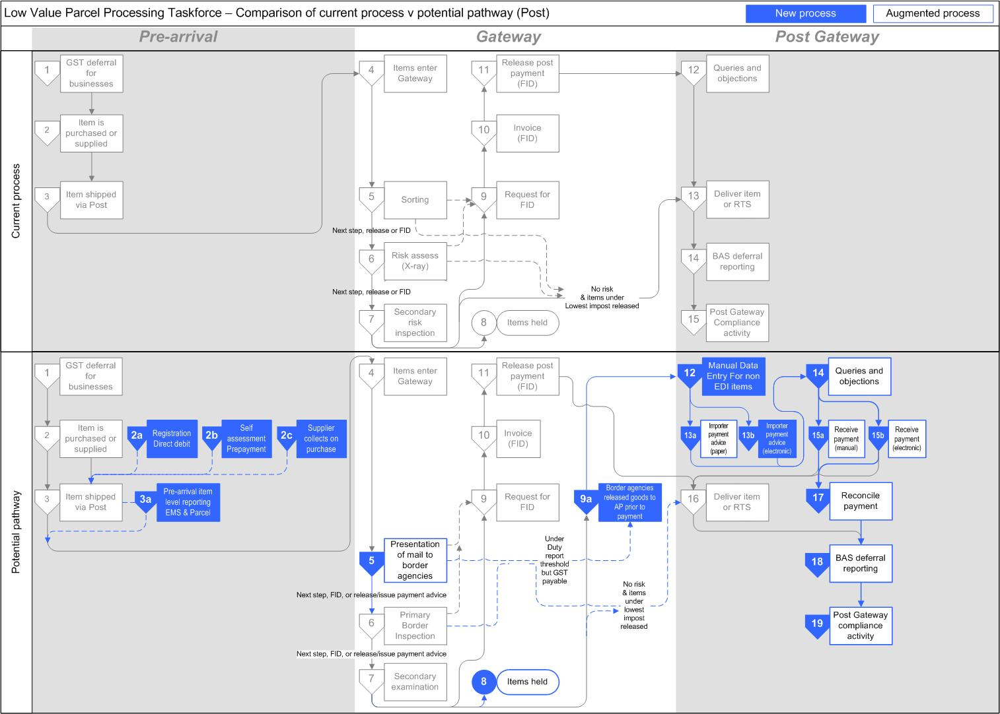 Low Value Parcel Processing Taskforce – Comparison of current process v potential pathway (Post)
New process
Augmented process
Pre-arrival
Gateway
Post Gateway
Current process
1
GST deferral
for
businesses
2
Item is
purchased or
supplied
3
Item shipped
via Post
4
Items enter
Gateway
5
Sorting
Next step, release or FID
6
Risk assess
(X-ray)
Next step, release or FID
7
Secondary
risk
inspection
8
Items held
9
Request for
FID
10
Invoice
(FID)
11
Release post
payment
(FID)
No risk
& items under
Lowest impost released
12
Queries and
objections
13
Deliver item
or RTS
14
BAS deferral
reporting
15
Post Gateway
Compliance
activity
Potential pathway
1
GST deferral
for
businesses
2
Item is
purchased or
supplied
2a
Registration
Direct debit
2b
Self
assessment
Prepayment
2c
Supplier
collects on
purchase
3
Item shipped
via Post
3a
Pre-arrival item
level reporting
EMS & Parcel
4
Items enter
Gateway
5
Presentation
of mail to
border
agencies
Next step, FID, or release/issue payment advice
6
Primary
Border
Inspection
Next step, FID, or release/issue payment advice
7
Secondary
examination
8
Items held
9
Request for
FID
10
Invoice
(FID)
11
Release post
payment
(FID)
9a
Border agencies
released goods to
AP prior to
payment
Under
Duty
report
threshold
but GST
payable
No risk
& items
under
lowest
impost
released
12
Manual Data
Entry For non
EDI items
13a
Importer
payment
advice
(paper)
13b
Importer
payment
advice
(electronic)
14
Queries and
objections
15a
Receive
payment
(manual)
15b
Receive
payment
(electronic)
16
Deliver item
or RTS
17
Reconcile
payment
18
BAS deferral
reporting
19
Post Gateway
compliance
activity